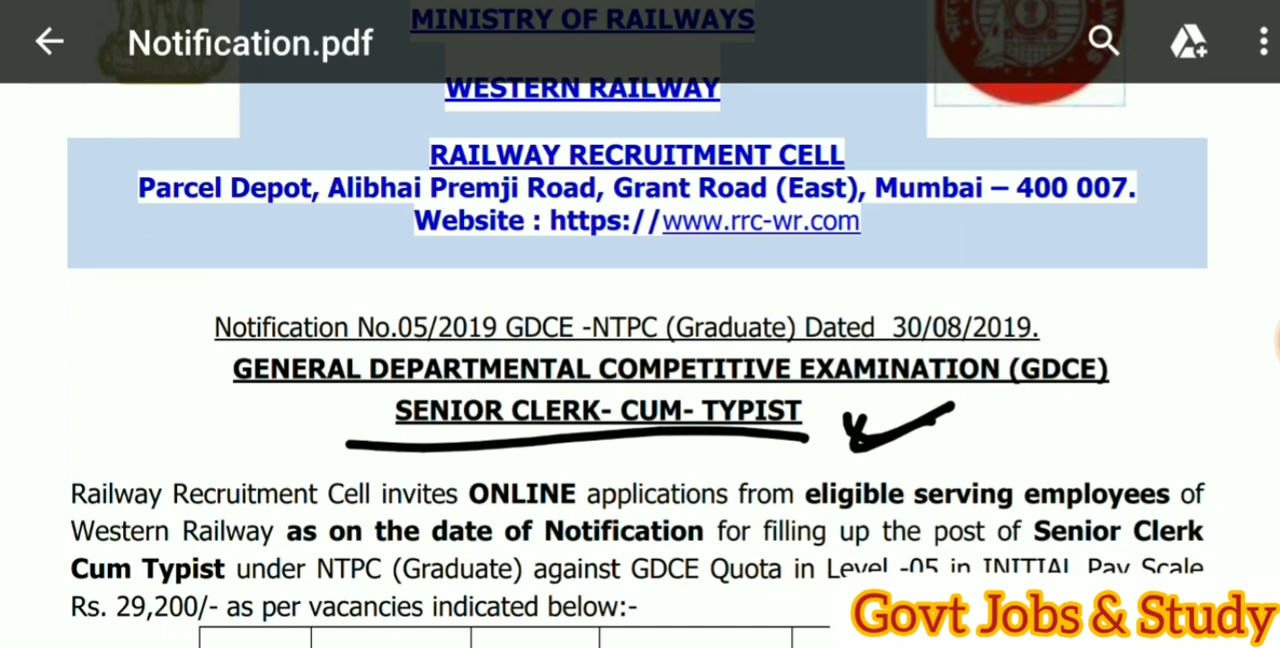 Notification.pdf
MINISTRY OF RAILWAYS
WESTERN RAILWAY
RAILWAY RECRUITMENT CELL
Parcel Depot, Alibhai Premji Road, Grant Road (East), Mumbai – 400 007.
Website : https://www.rrc-wr.com
Notification No.05/2019 GDCE -NTPC (Graduate) Dated 30/08/2019.
GENERAL DEPARTMENTAL COMPETITIVE EXAMINATION (GDCE)
SENIOR CLERK- CUM- TYPIST
Railway Recruitment Cell invites ONLINE applications from eligible serving employees of
Western Railway as on the date of Notification for filling up the post of Senior Clerk
Cum Typist under NTPC (Graduate) against GDCE Quota in Level -05 in INITIAL Pay Scale
Rs. 29,200/- as per vacancies indicated below:-
Govt Jobs & Study